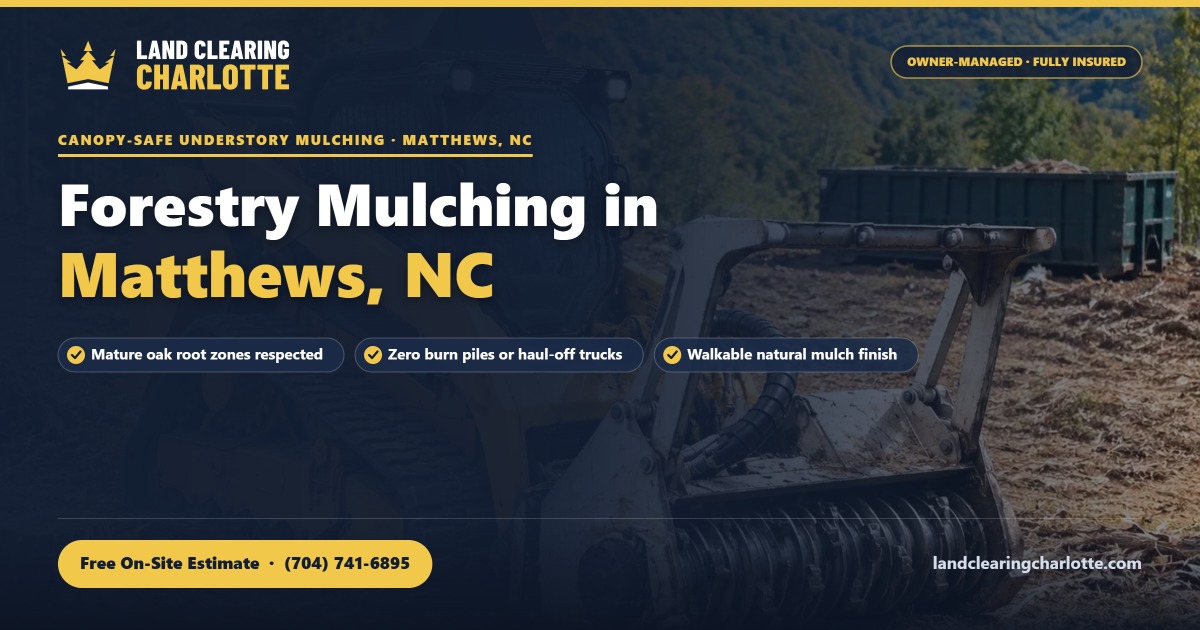 LAND CLEARING
CHARLOTTE
OWNER-MANAGED · FULLY INSURED
CANOPY-SAFE UNDERSTORY MULCHING · MATTHEWS, NC
Forestry Mulching in
Matthews, NC
Mature oak root zones respected
Zero burn piles or haul-off trucks
Walkable natural mulch finish
Free On-Site Estimate · (704) 741-6895
landclearingcharlotte.com